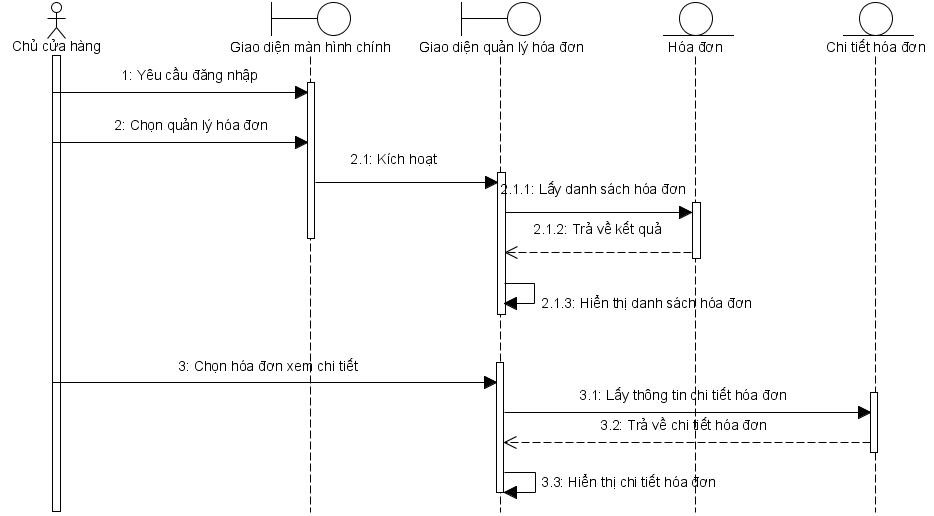 Chủ cửa hàng
Giao diện màn hình chính
Giao diện quản lý hóa đơn
Hóa đơn
Chi tiết hóa đơn
1: Yêu cầu đăng nhập
2: Chọn quản lý hóa đơn
2.1: Kích hoạt
2.1.1: Lấy danh sách hóa đơn
2.1.2: Trả về kết quả
2.1.3: Hiển thị danh sách hóa đơn
3: Chọn hóa đơn xem chi tiết
3.1: Lấy thông tin chi tiết hóa đơn
3.2: Trả về chi tiết hóa đơn
3.3: Hiển thị chi tiết hóa đơn